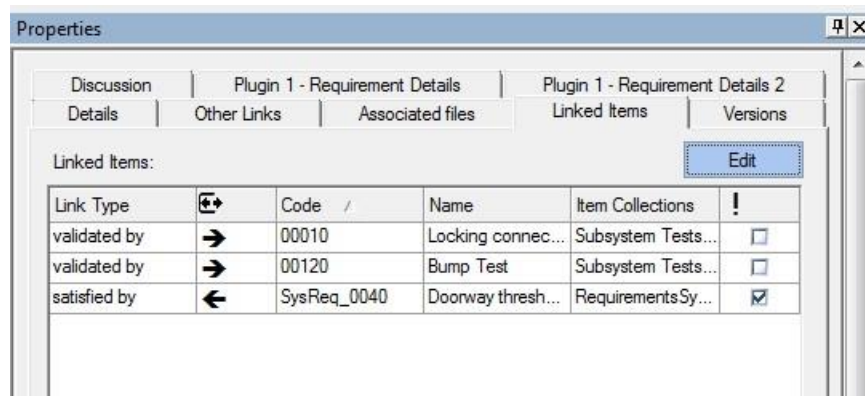 Properties
Discussion Plugin 1 - Requirement Details Plugin 1 - Requirement Details 2
Details Other Links Associated files Linked Items Versions
Linked Items: Edit
Link Type Code Name Item Collections !
validated by 00010 Locking connec... Subsystem Tests...
validated by 00120 Bump Test Subsystem Tests...
satisfied by SysReq_0040 Doorway thresh... RequirementsSy...